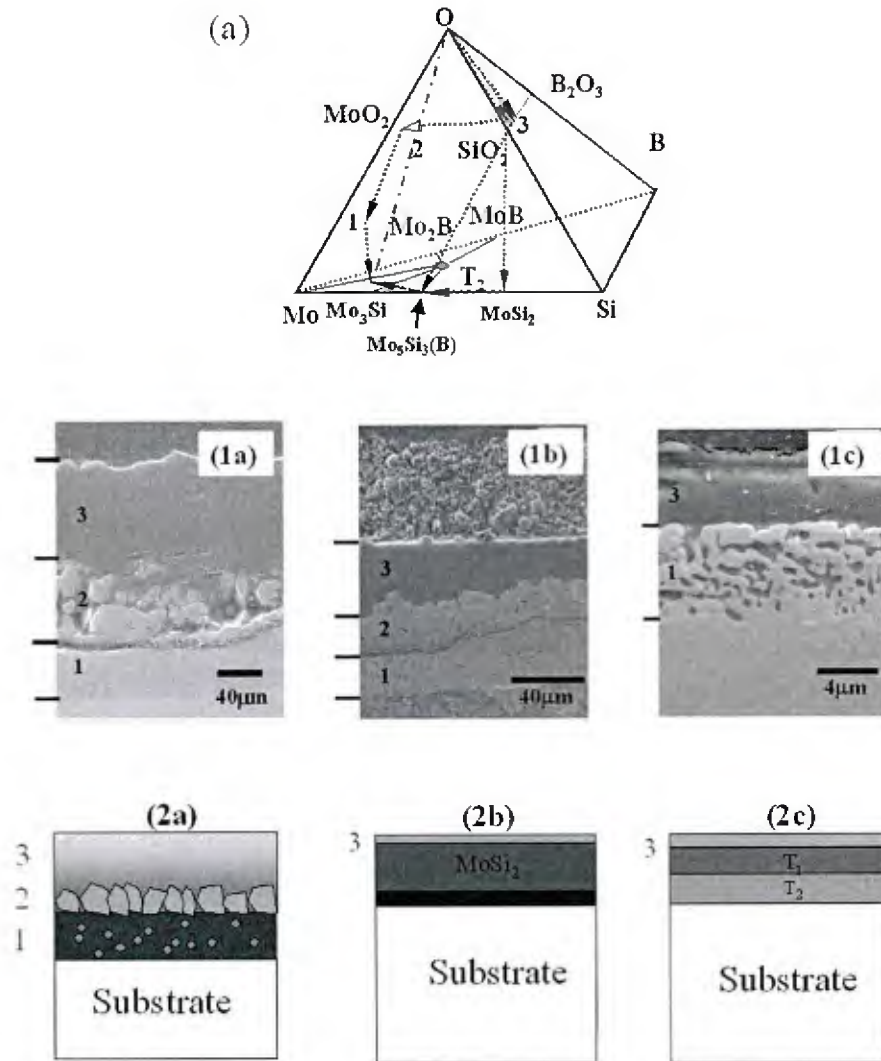 (a)
O
B₂O₃
MoO₂
3
B
2
SiO₂
1
Mo₂B
MoB
T₂
Mo
Mo₃Si
MoSi₂
Si
Mo₅Si₃(B)
(1a)
3
2
1
40μm
(1b)
3
2
1
40μm
(1c)
3
1
4μm
(2a)
3
2
1
Substrate
(2b)
3
MoSi₂
Substrate
(2c)
3
T₁
T₂
Substrate